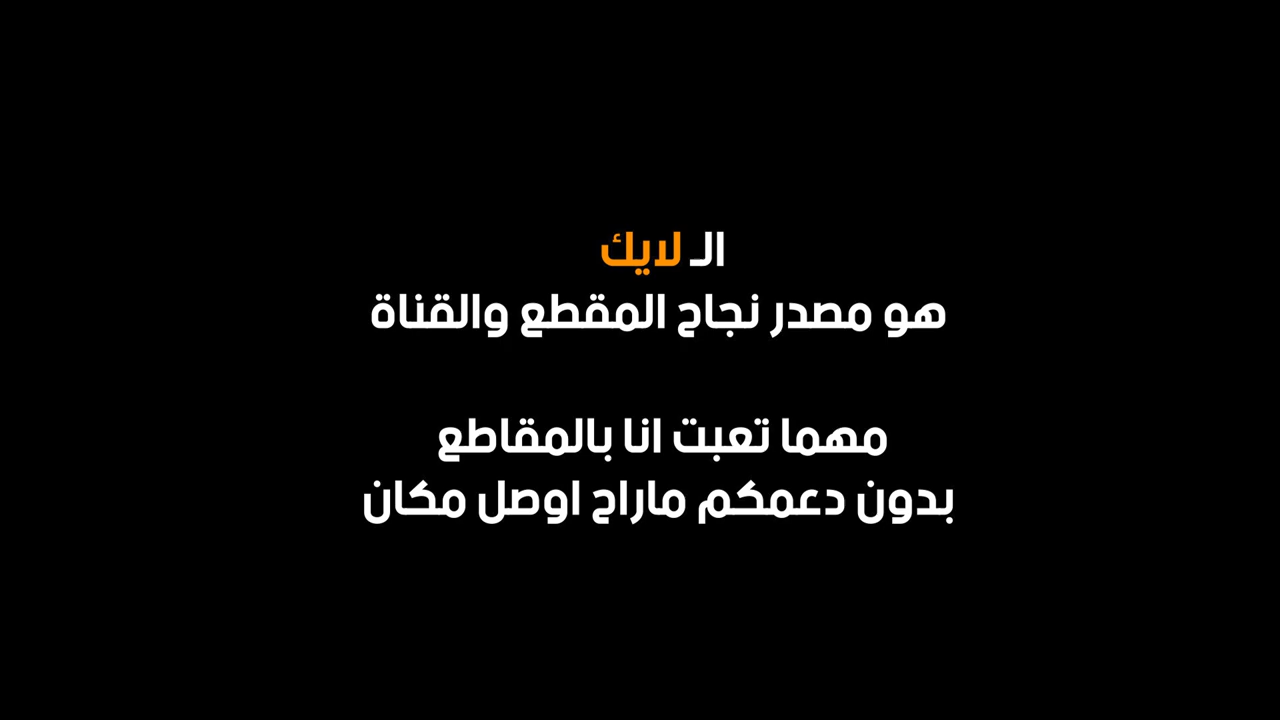 الـ لايك
هو مصدر نجاح المقطع والقناة
مهما تعبت انا بالمقاطع
بدون دعمكم ماراح اوصل مكان